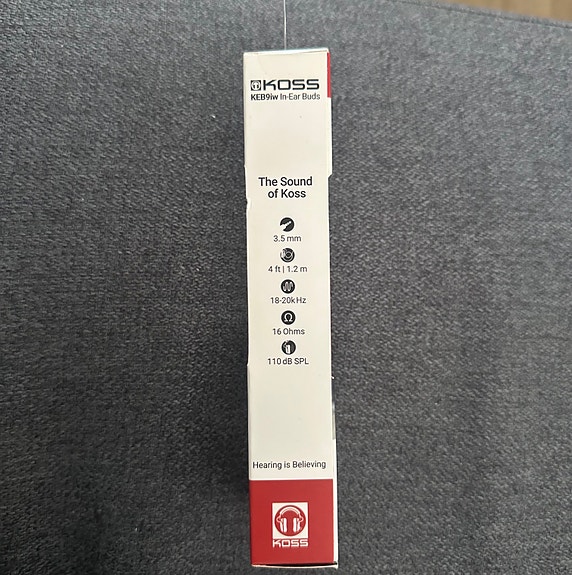 KOSS
KEB9iw In-Ear Buds
The Sound
of Koss
3.5 mm
4 ft | 1.2 m
18-20kHz
16 Ohms
110 dB SPL
Hearing is Believing
KOSS